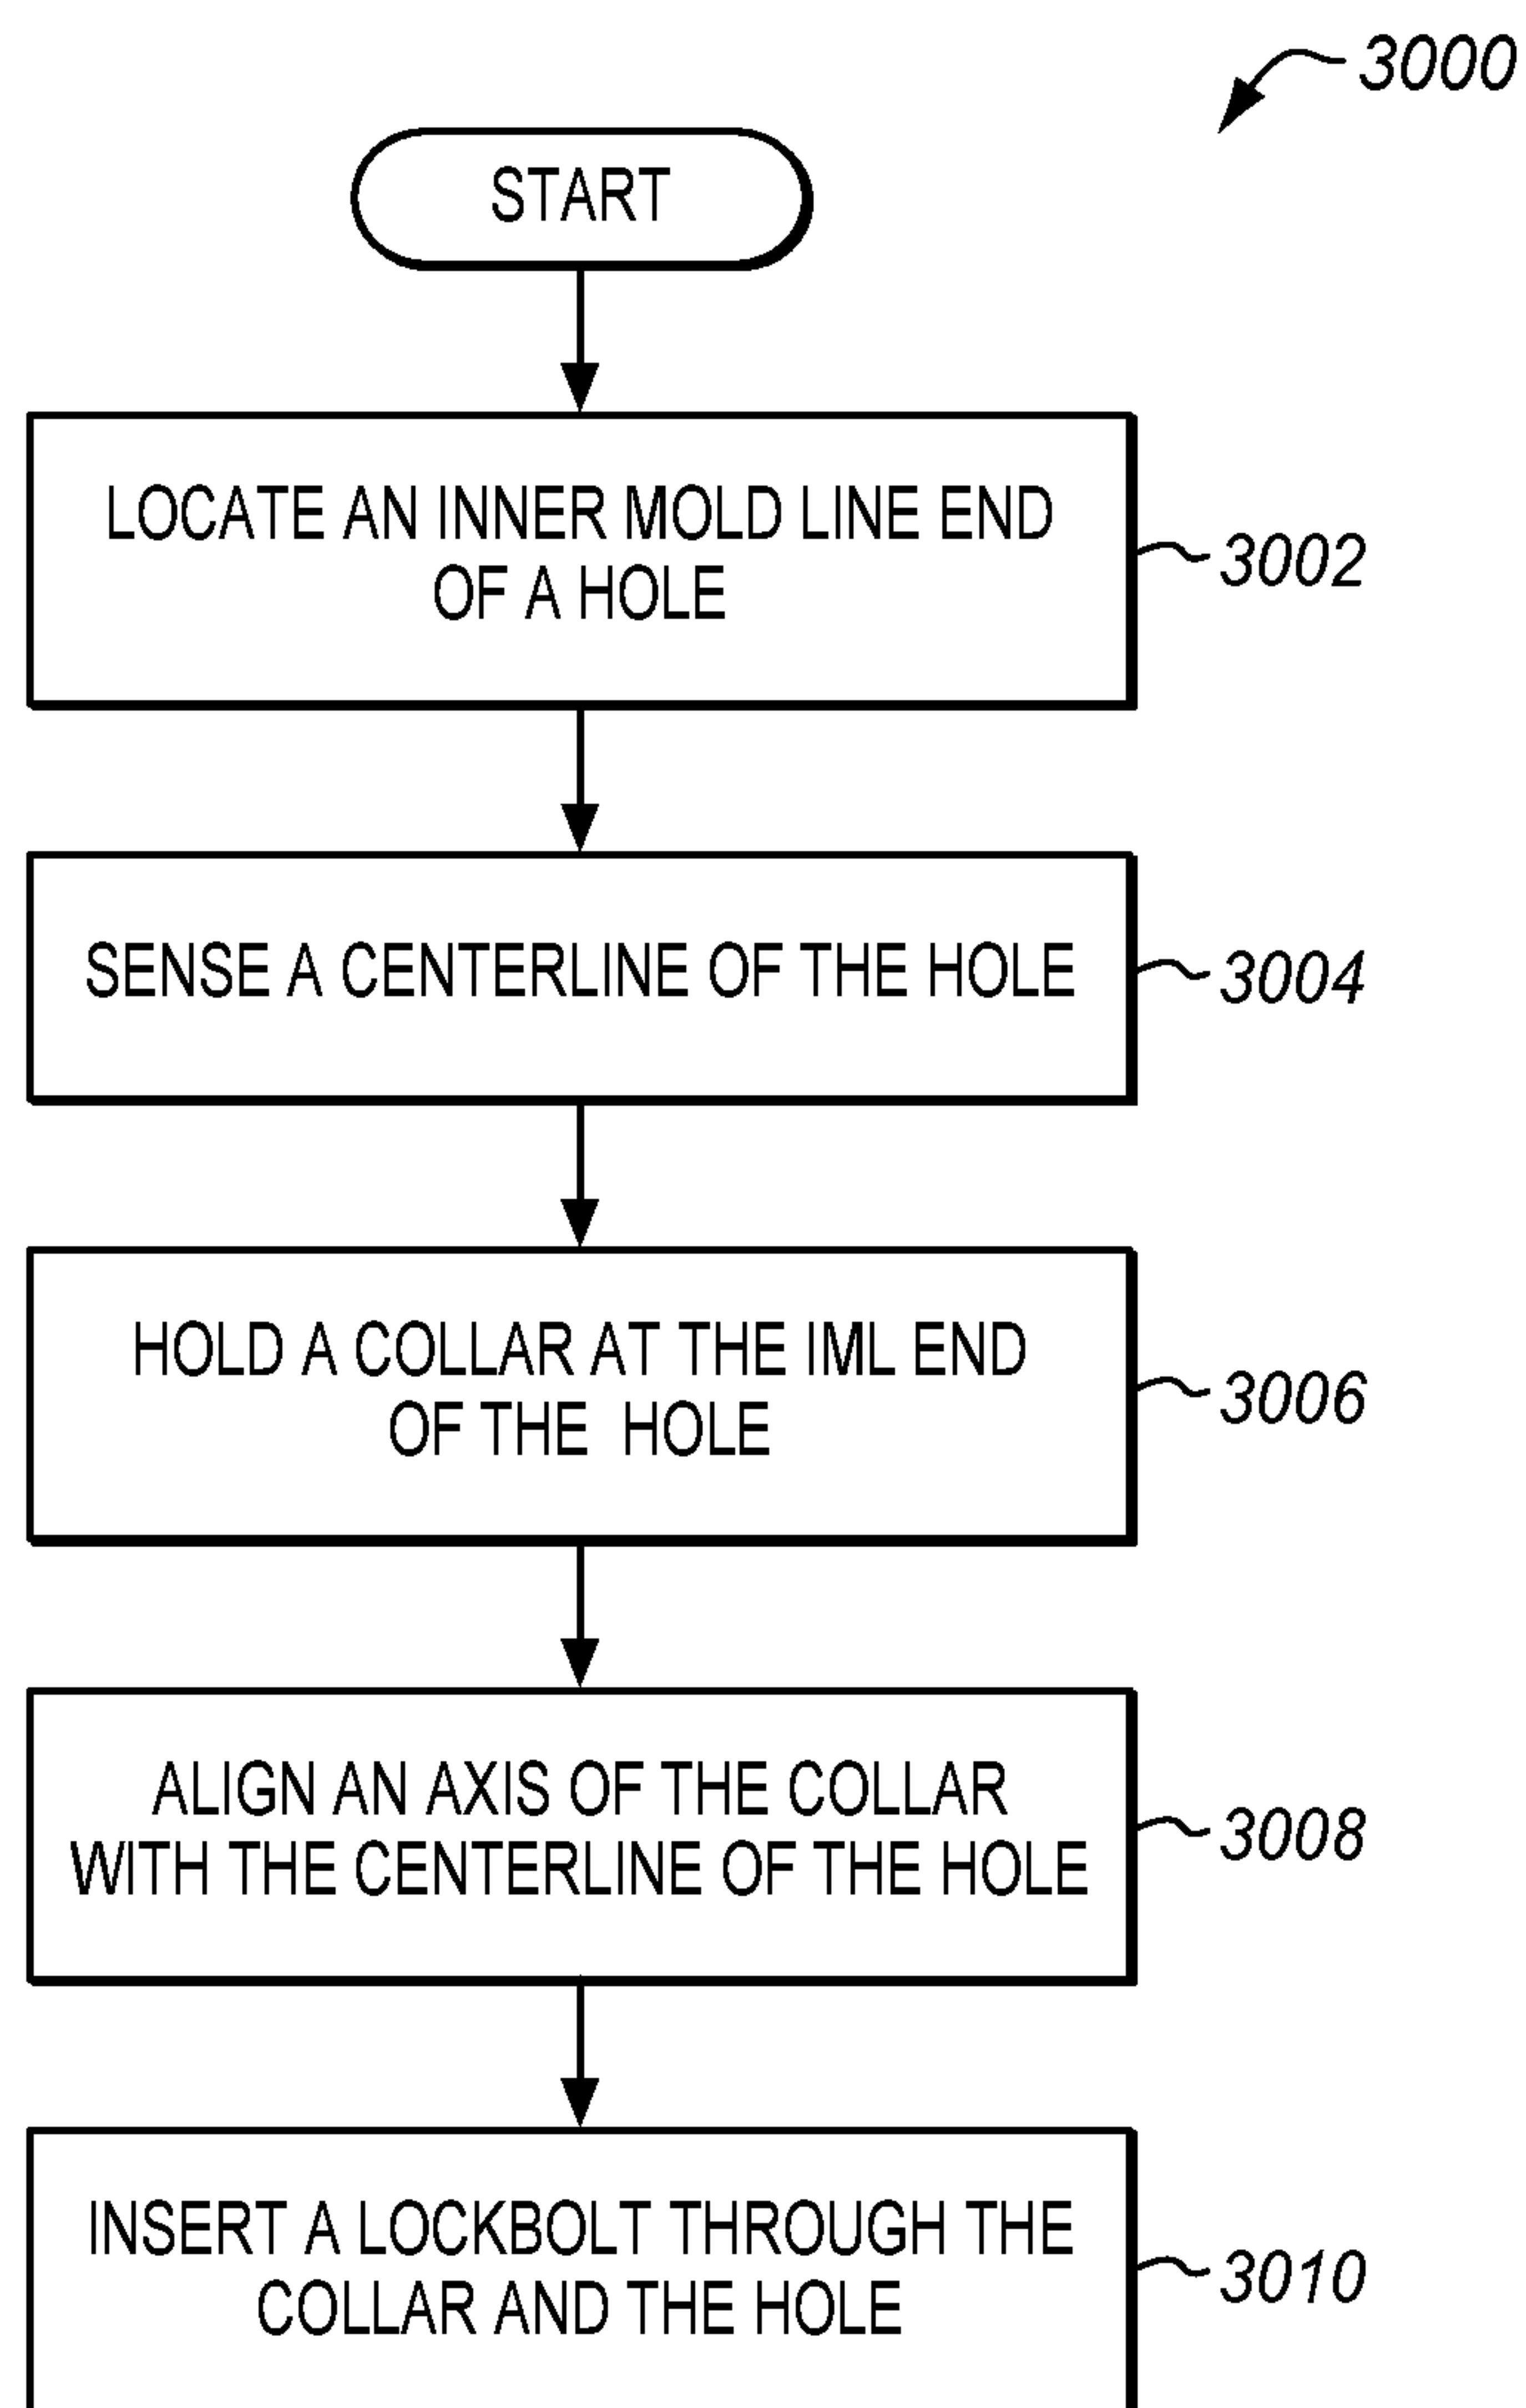 3000
START
LOCATE AN INNER MOLD LINE END
OF A HOLE
3002
SENSE A CENTERLINE OF THE HOLE
3004
HOLD A COLLAR AT THE IML END
OF THE HOLE
3006
ALIGN AN AXIS OF THE COLLAR
WITH THE CENTERLINE OF THE HOLE
3008
INSERT A LOCKBOLT THROUGH THE
COLLAR AND THE HOLE
3010